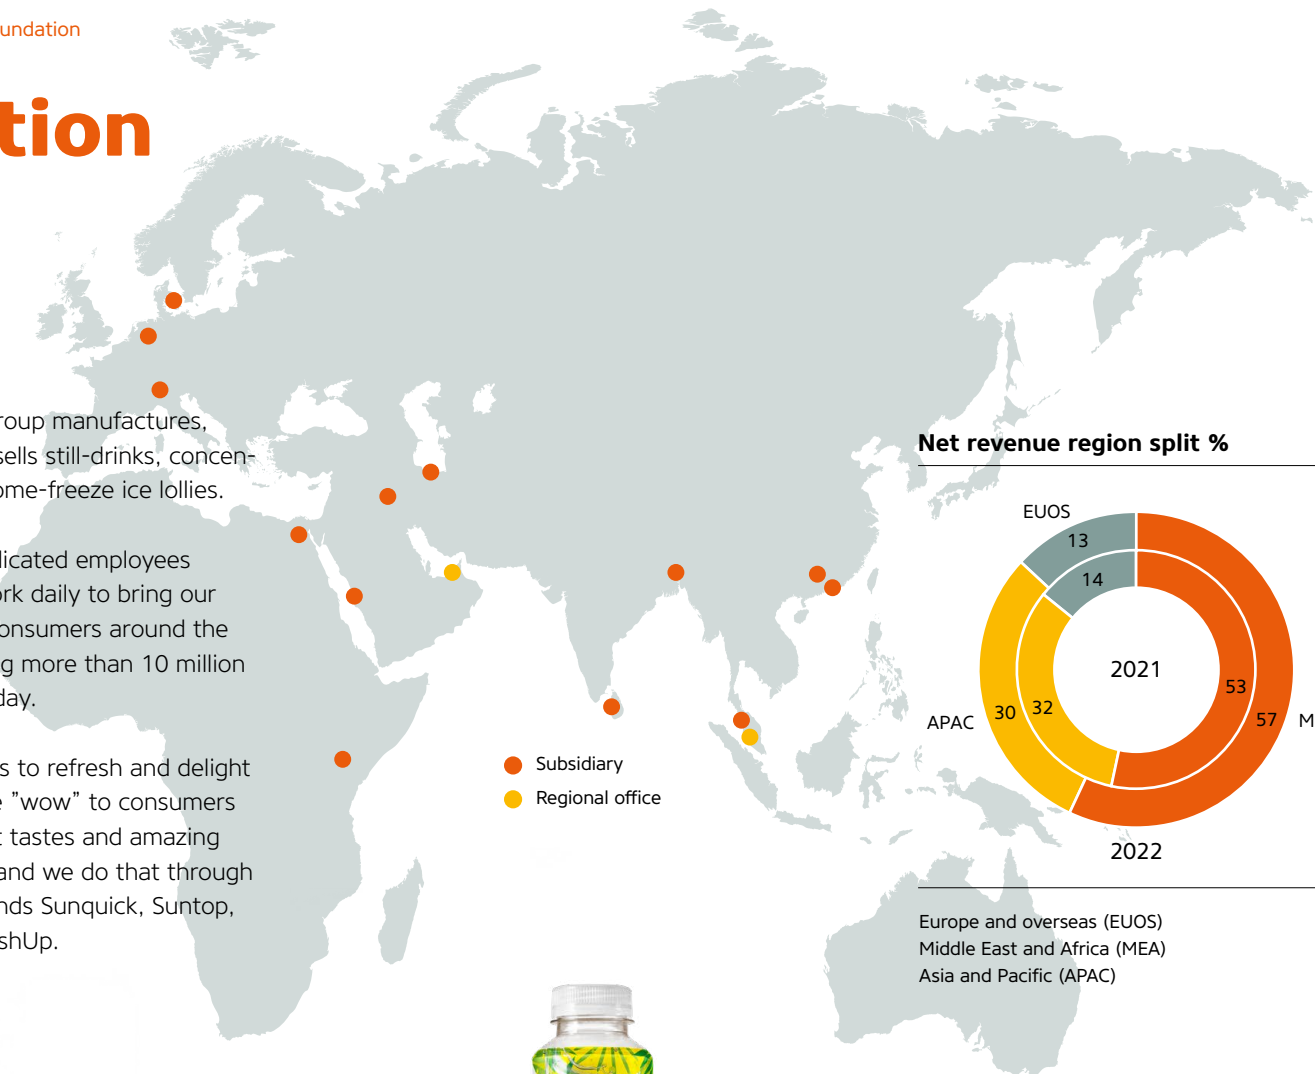 undation
tion
roup manufactures,
sells still-drinks, concen-
ome-freeze ice lollies.
dicated employees
rk daily to bring our
onsumers around the
g more than 10 million
day.
s to refresh and delight
e ”wow” to consumers
t tastes and amazing
and we do that through
nds Sunquick, Suntop,
shUp.
Subsidiary
Regional office
Net revenue region split %
EUOS
13
14
2021
53
57
M
APAC
30
32
2022
Europe and overseas (EUOS)
Middle East and Africa (MEA)
Asia and Pacific (APAC)